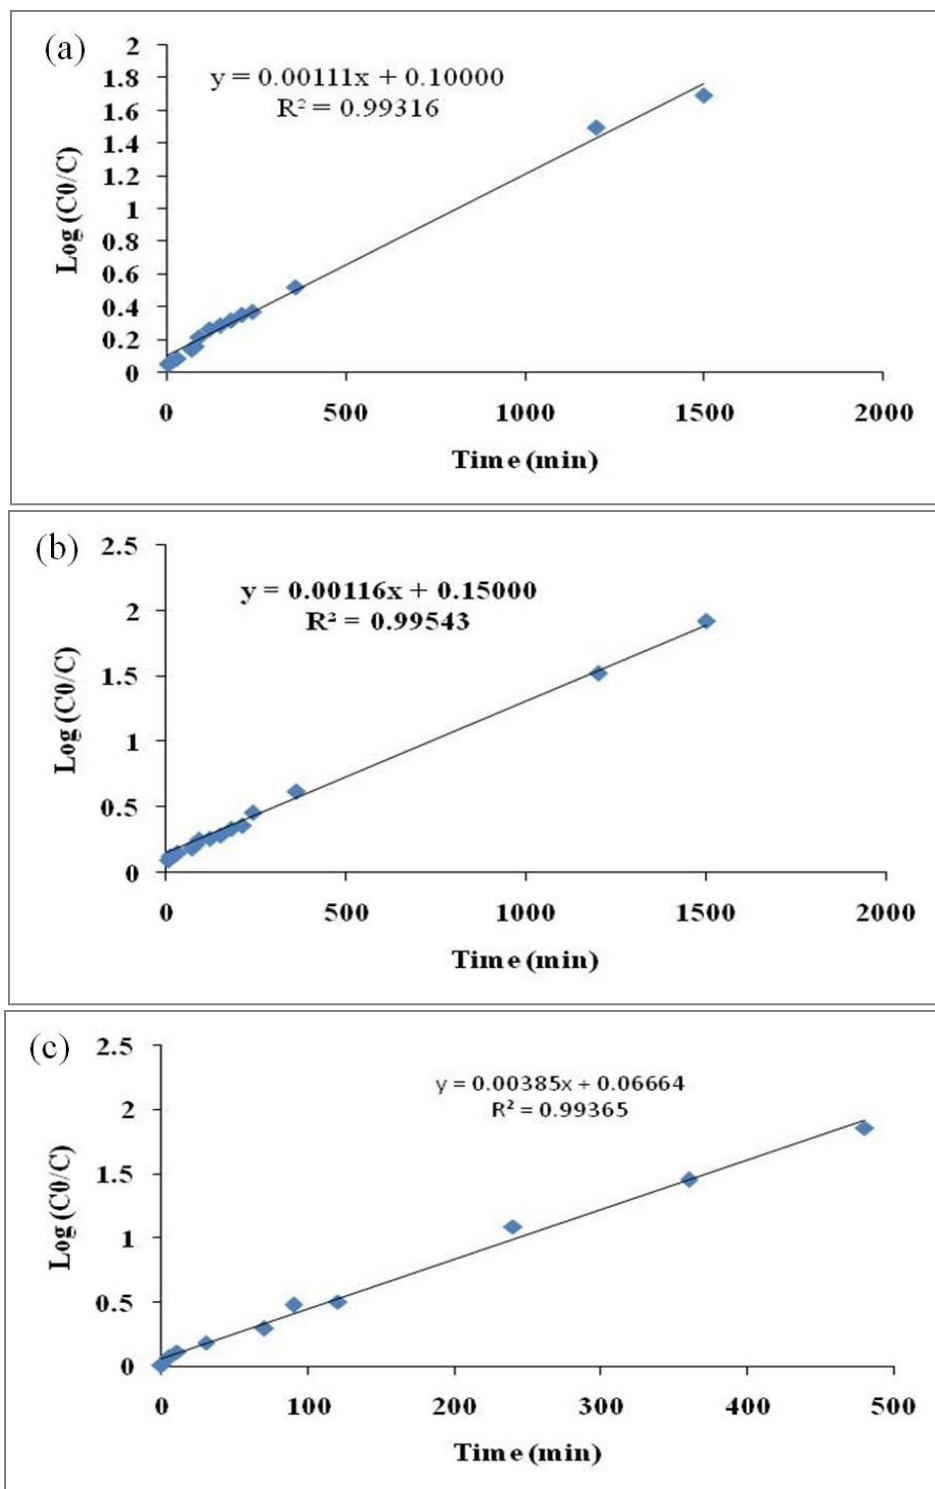 (a)
y = 0.00111x + 0.10000
R² = 0.99316
Log (C0/C)
2
1.8
1.6
1.4
1.2
1
0.8
0.6
0.4
0.2
0
0 500 1000 1500 2000
Time (min)
(b)
y = 0.00116x + 0.15000
R² = 0.99543
Log (C0/C)
2.5
2
1.5
1
0.5
0
0 500 1000 1500 2000
Time (min)
(c)
y = 0.00385x + 0.06664
R² = 0.99365
Log (C0/C)
2.5
2
1.5
1
0.5
0
0 100 200 300 400 500
Time (min)